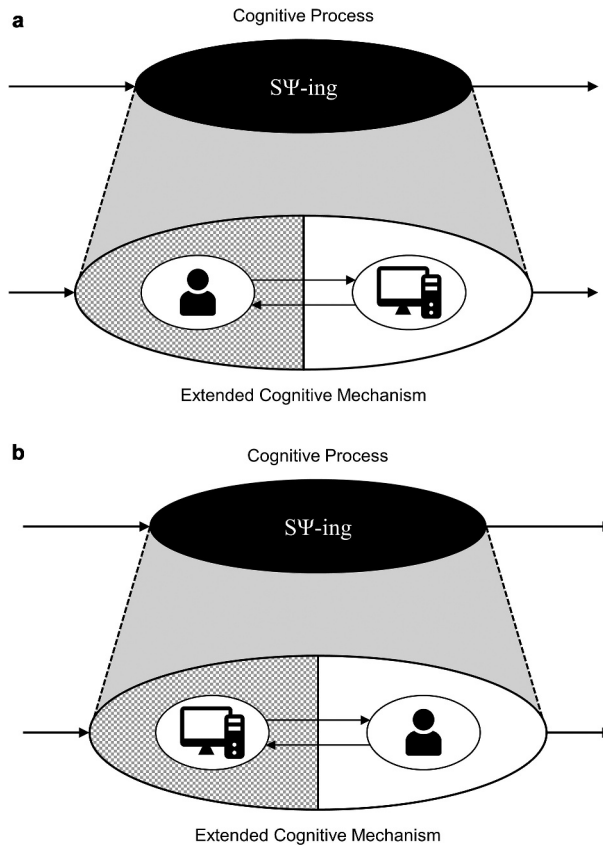 a
Cognitive Process
SΨ-ing
Extended Cognitive Mechanism
b
Cognitive Process
SΨ-ing
Extended Cognitive Mechanism